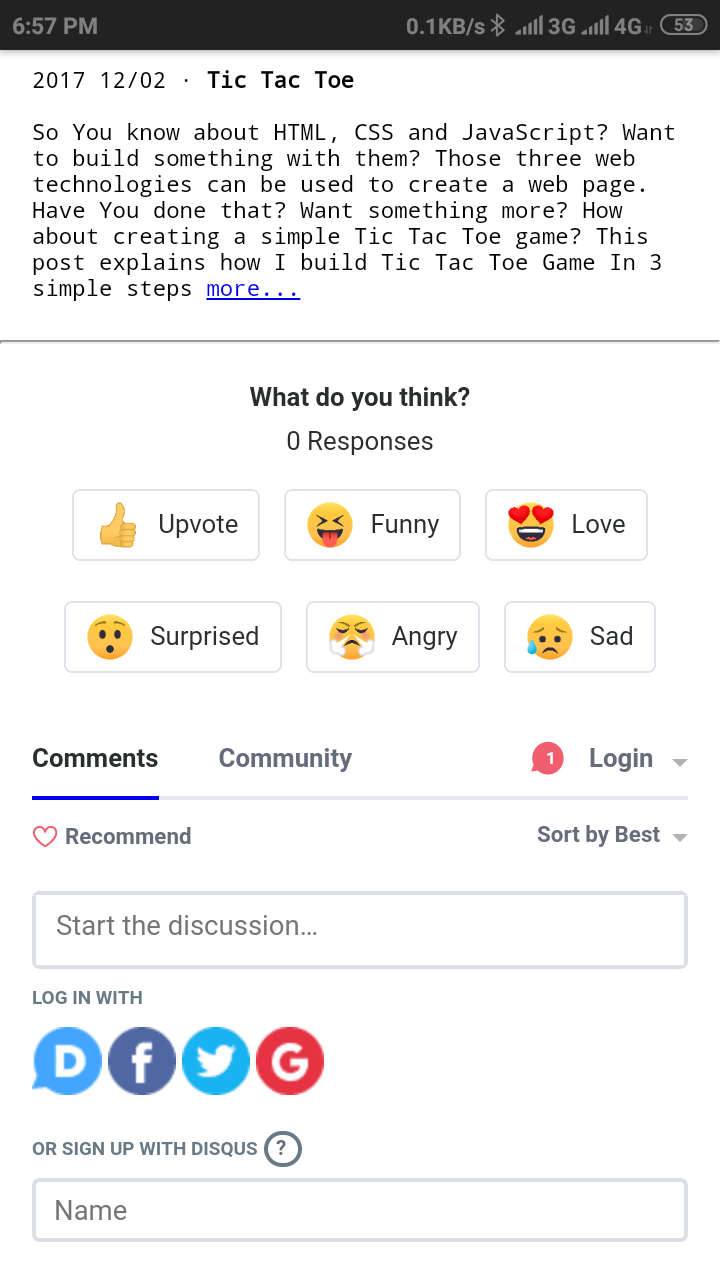 6:57 PM 0.1KB/s 3G 4G 53
2017 12/02 · Tic Tac Toe
So You know about HTML, CSS and JavaScript? Want
to build something with them? Those three web
technologies can be used to create a web page.
Have You done that? Want something more? How
about creating a simple Tic Tac Toe game? This
post explains how I build Tic Tac Toe Game In 3
simple steps more...
What do you think?
0 Responses
Upvote Funny Love
Surprised Angry Sad
Comments Community 1 Login
Recommend Sort by Best
Start the discussion…
LOG IN WITH
D f G
OR SIGN UP WITH DISQUS ?
Name